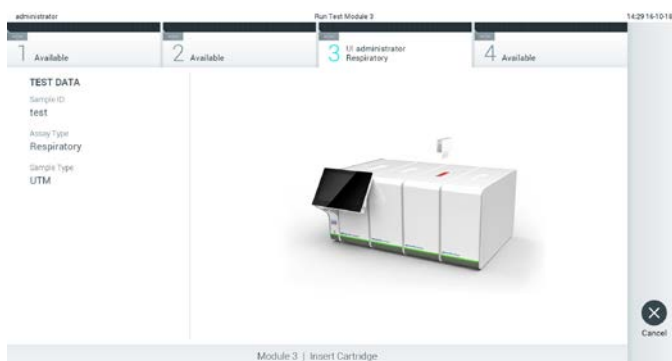 administrator
Run Test Module 3
14:29 16-10-16
1 Available
2 Available
3 UI administrator
Respiratory
4 Available
TEST DATA
Sample ID
test
Assay Type
Respiratory
Sample Type
UTM
Cancel
Module 3 | Insert Cartridge